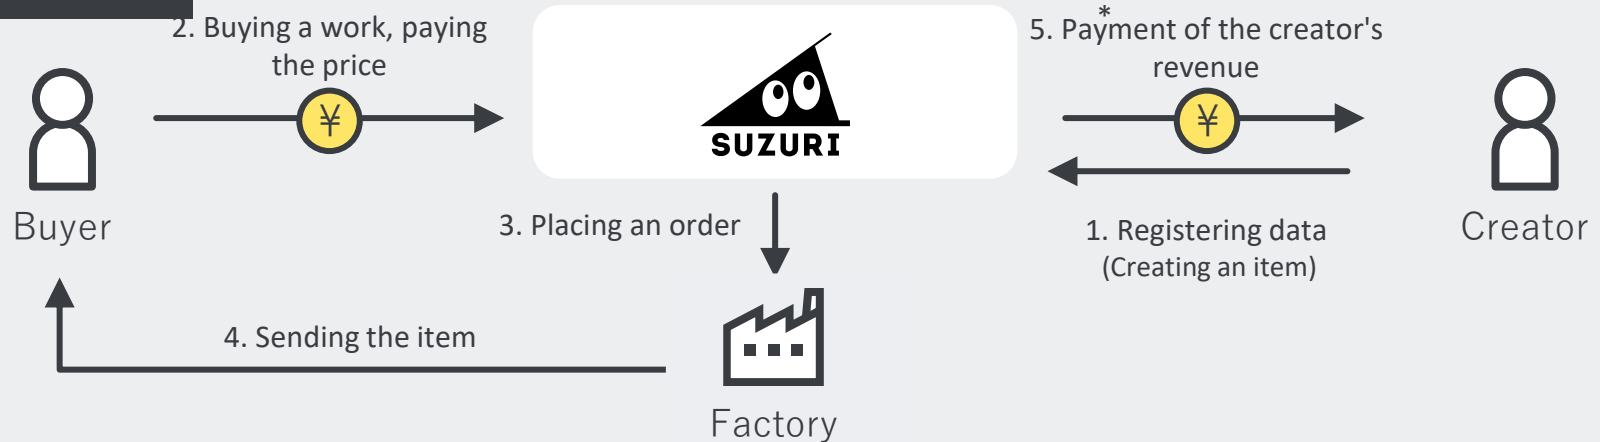 2. Buying a work, paying
the price
¥
SUZURI
*
5. Payment of the creator's
revenue
¥
Buyer
3. Placing an order
1. Registering data
(Creating an item)
Creator
4. Sending the item
Factory